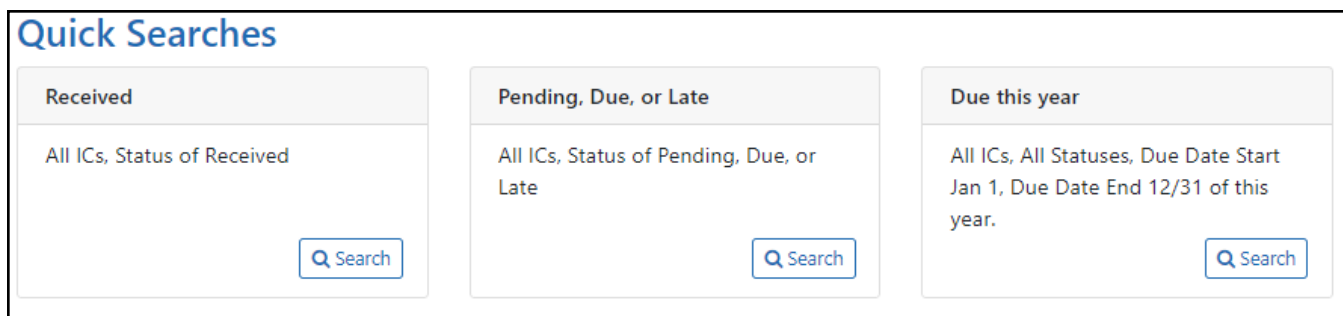 Quick Searches
Received
All ICs, Status of Received
Search
Pending, Due, or Late
All ICs, Status of Pending, Due, or
Late
Search
Due this year
All ICs, All Statuses, Due Date Start
Jan 1, Due Date End 12/31 of this
year.
Search